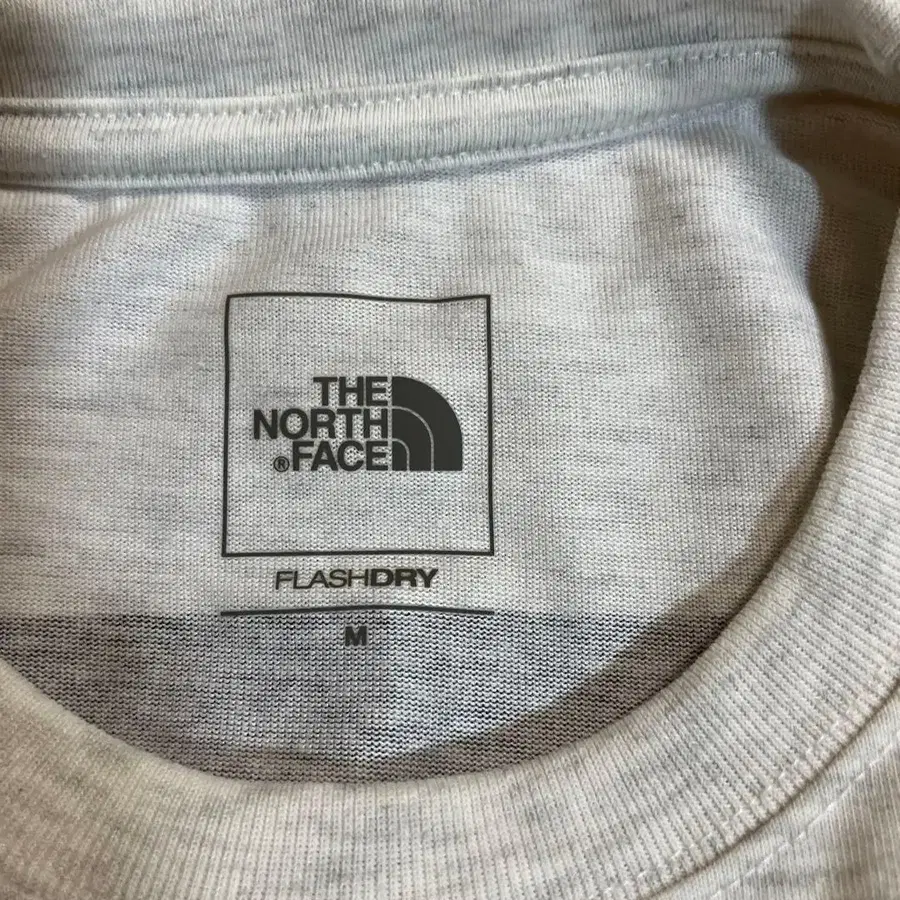 THE
NORTH
®FACE
FLASHDRY
M